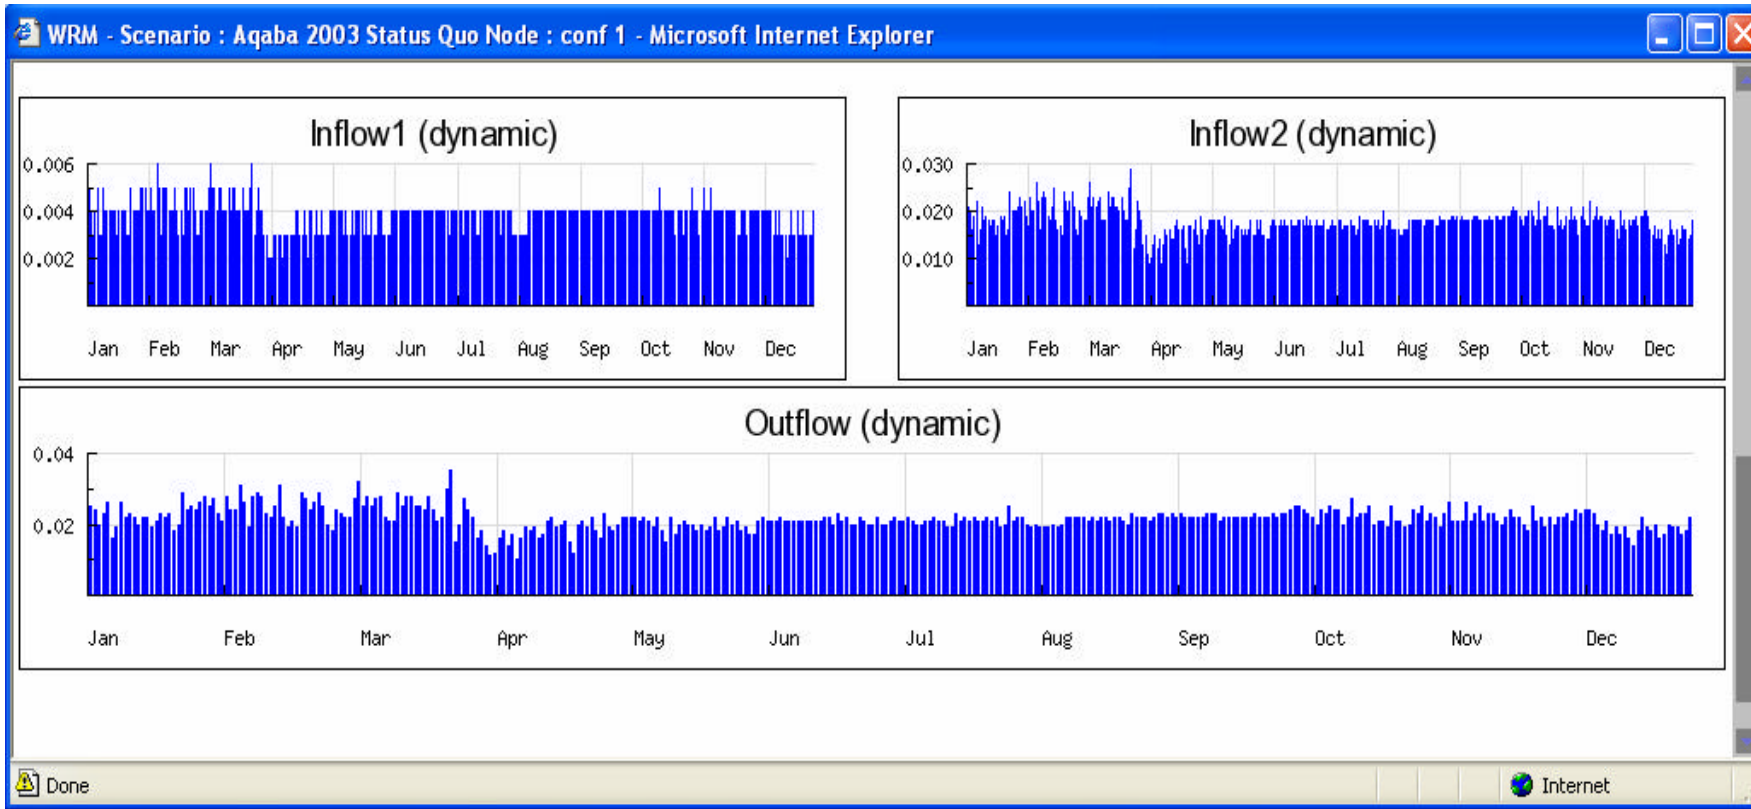 WRM - Scenario : Aqaba 2003 Status Quo Node : conf 1 - Microsoft Internet Explorer
Inflow1 (dynamic)
0.006
0.004
0.002
Jan Feb Mar Apr May Jun Jul Aug Sep Oct Nov Dec
Inflow2 (dynamic)
0.030
0.020
0.010
Jan Feb Mar Apr May Jun Jul Aug Sep Oct Nov Dec
Outflow (dynamic)
0.04
0.02
Jan Feb Mar Apr May Jun Jul Aug Sep Oct Nov Dec
Done
Internet